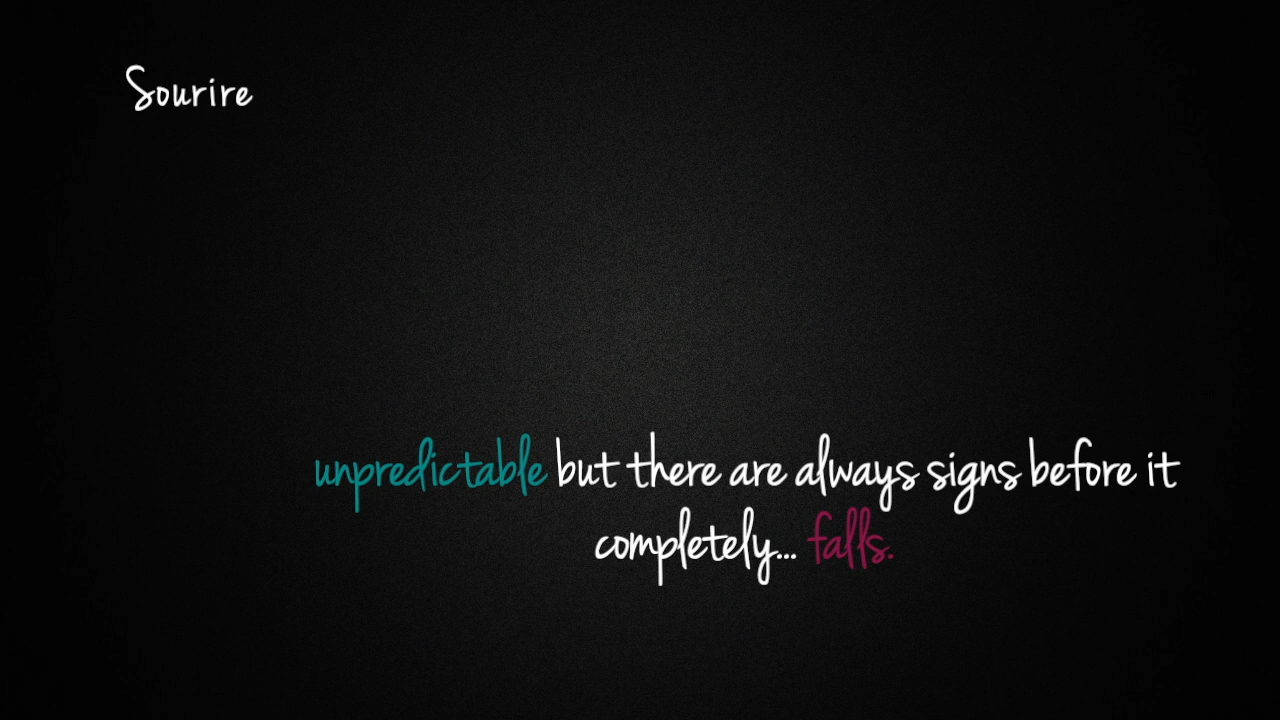 Sourire
unpredictable but there are always signs before it
completely... falls.